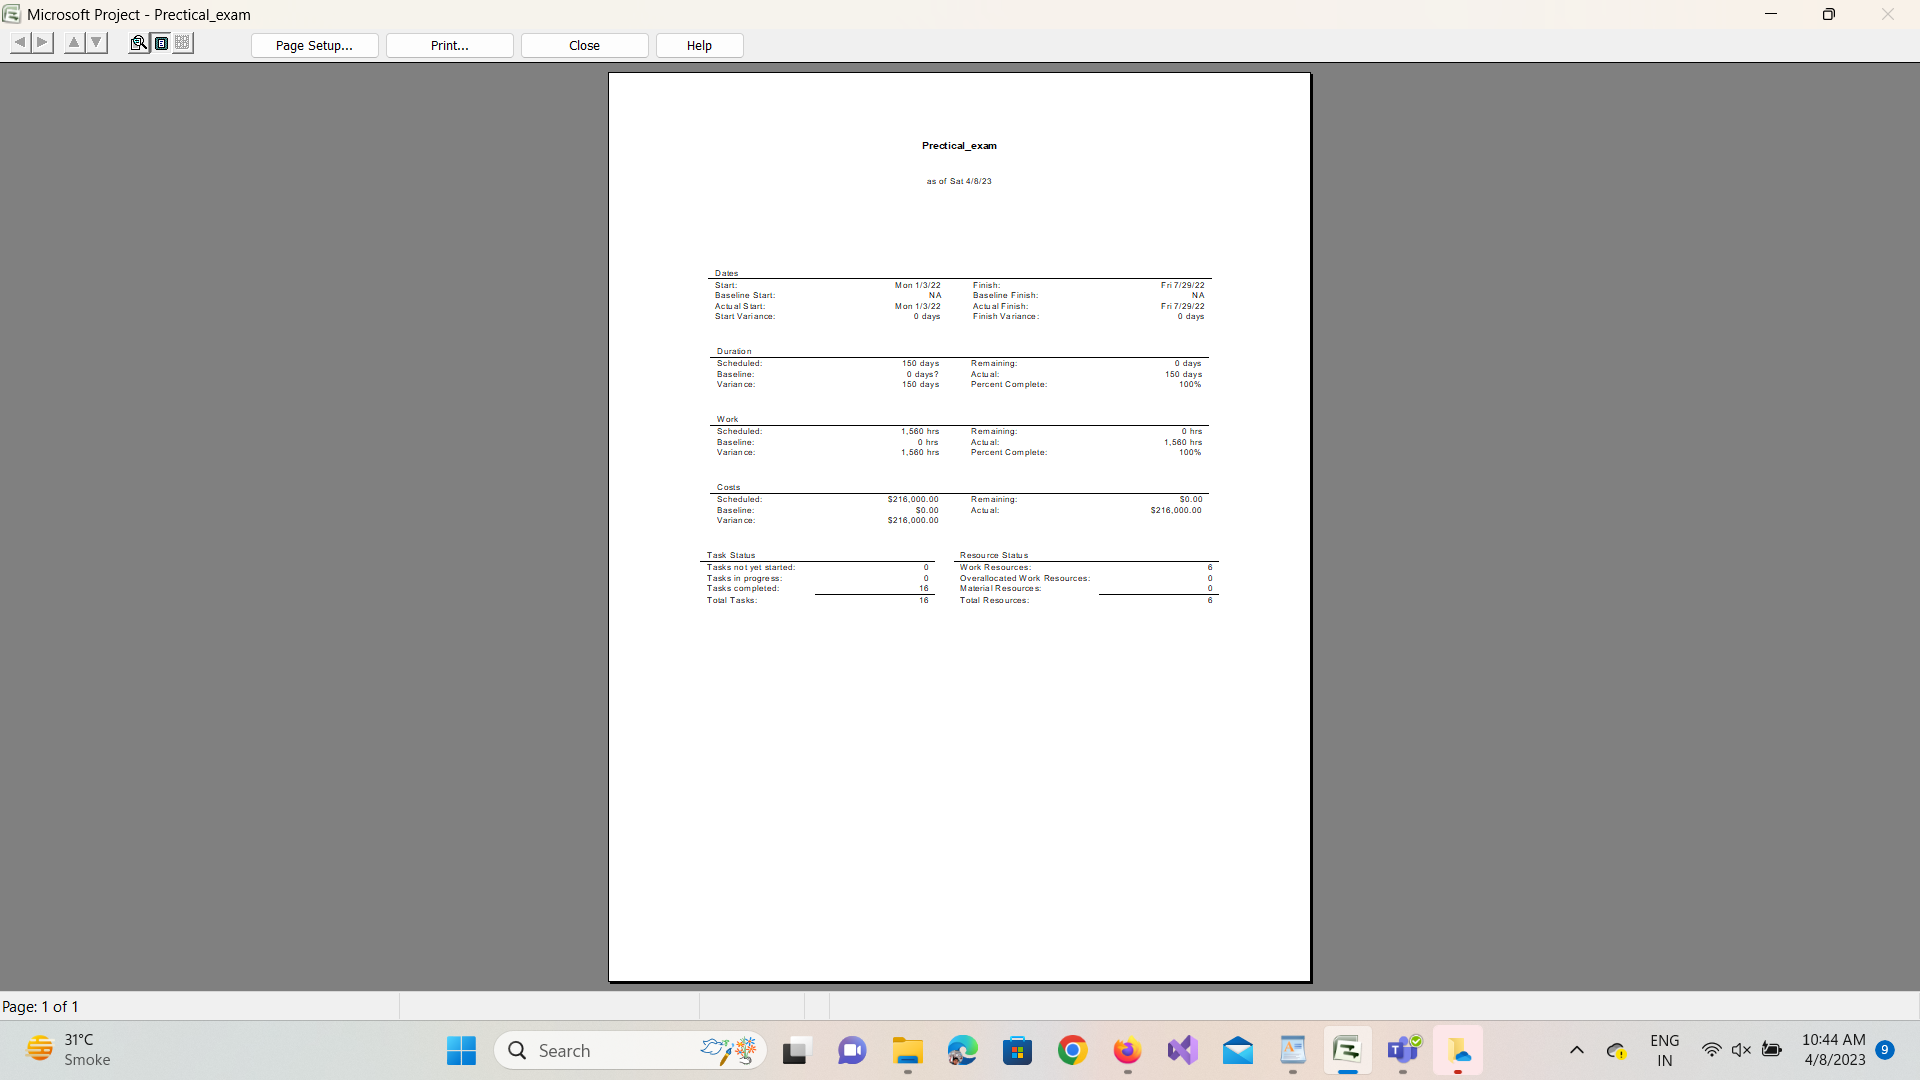 Microsoft Project - Prectical_exam
Page Setup... Print... Close Help
Prectical_exam
as of Sat 4/8/23
Dates
Start: Mon 1/3/22 Finish: Fri 7/29/22
Baseline Start: NA Baseline Finish: NA
Actual Start: Mon 1/3/22 Actual Finish: Fri 7/29/22
Start Variance: 0 days Finish Variance: 0 days
Duration
Scheduled: 150 days Remaining: 0 days
Baseline: 0 days? Actual: 150 days
Variance: 150 days Percent Complete: 100%
Work
Scheduled: 1,560 hrs Remaining: 0 hrs
Baseline: 0 hrs Actual: 1,560 hrs
Variance: 1,560 hrs Percent Complete: 100%
Costs
Scheduled: $216,000.00 Remaining: $0.00
Baseline: $0.00 Actual: $216,000.00
Variance: $216,000.00
Task Status Resource Status
Tasks not yet started: 0 Work Resources: 6
Tasks in progress: 0 Overallocated Work Resources: 0
Tasks completed: 16 Material Resources: 0
Total Tasks: 16 Total Resources: 6
Page: 1 of 1
31°C
Smoke
Search
ENG
IN
10:44 AM
4/8/2023
9